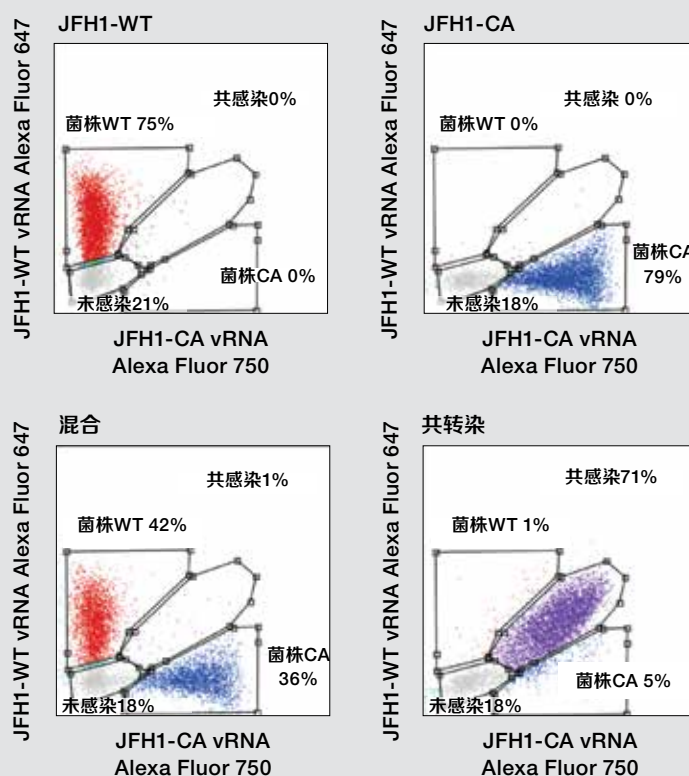 JFH1-WT
JFH1-WT vRNA Alexa Fluor 647
共感染0%
菌株WT 75%
菌株CA 0%
未感染21%
JFH1-CA vRNA
Alexa Fluor 750
JFH1-CA
JFH1-WT vRNA Alexa Fluor 647
共感染 0%
菌株WT 0%
菌株CA
79%
未感染18%
JFH1-CA vRNA
Alexa Fluor 750
混合
JFH1-WT vRNA Alexa Fluor 647
共感染1%
菌株WT 42%
菌株CA
36%
未感染18%
JFH1-CA vRNA
Alexa Fluor 750
共转染
JFH1-WT vRNA Alexa Fluor 647
共感染71%
菌株WT 1%
菌株CA 5%
未感染18%
JFH1-CA vRNA
Alexa Fluor 750